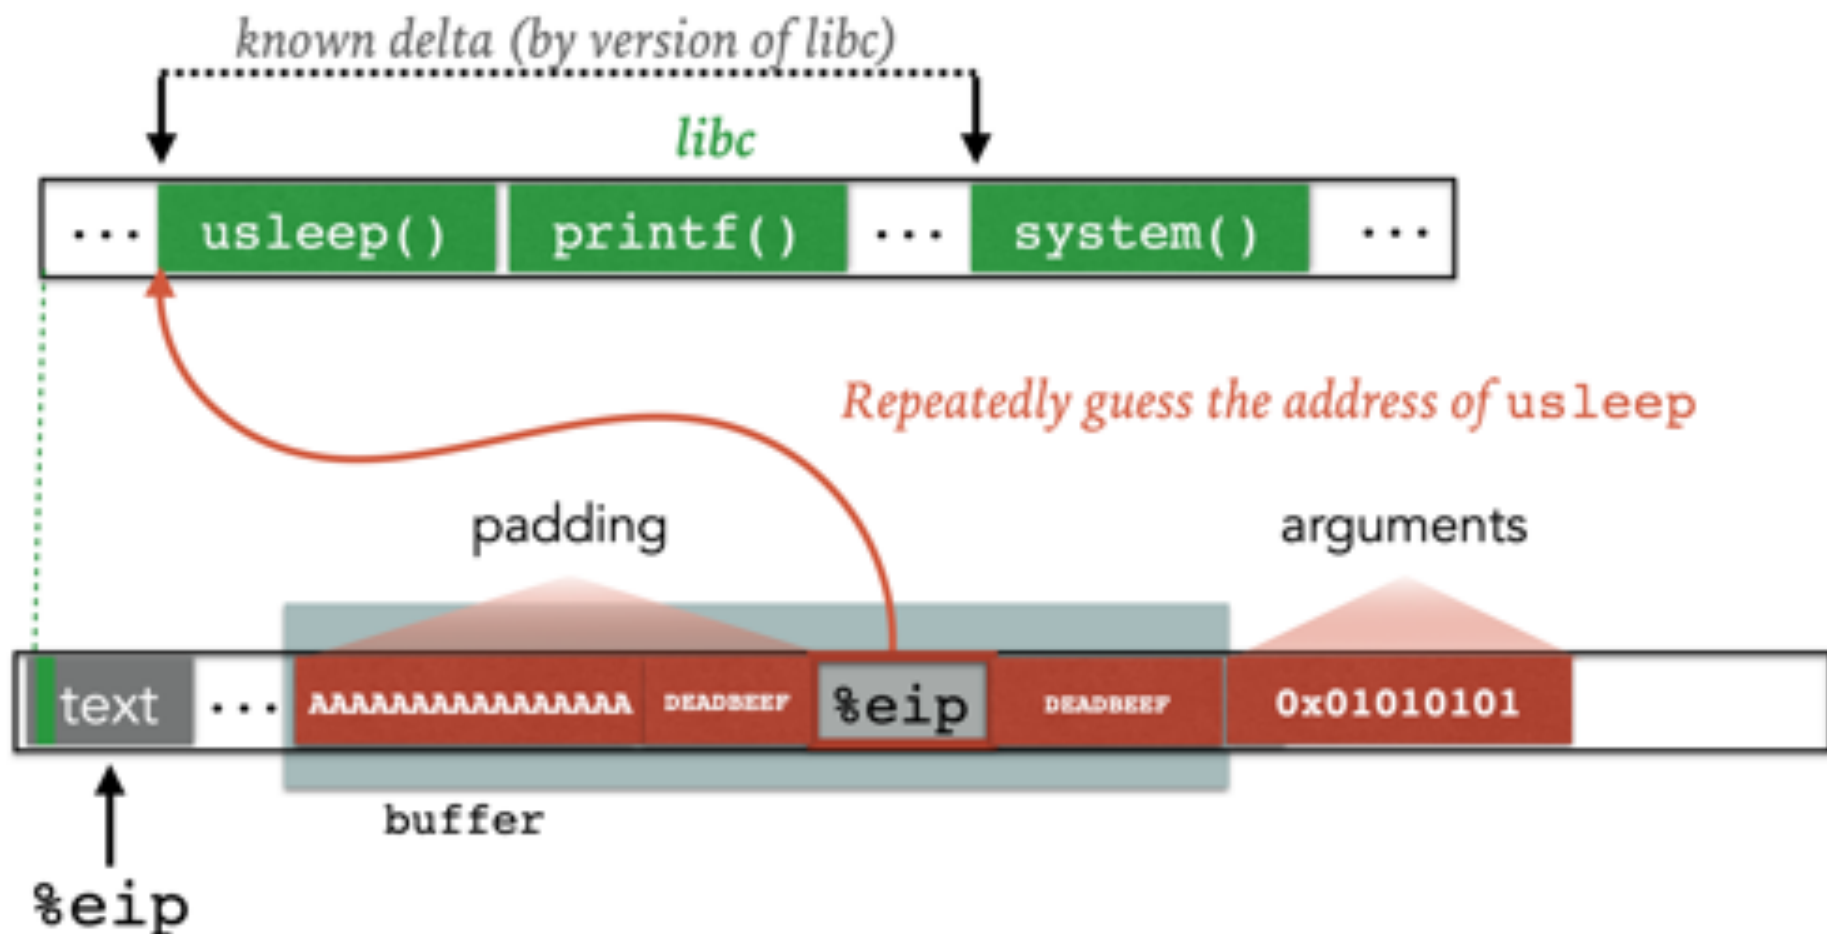 known delta (by version of libc)
libc
... usleep() printf() ... system() ...
Repeatedly guess the address of usleep
padding arguments
text ... AAAAAAAAAAAAAAAA DEADBEEF %eip DEADBEEF 0x01010101
buffer
%eip